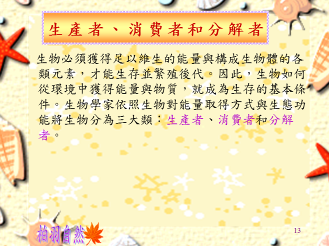 生產者、消費者和分解者
生物必須獲得足以維生的能量與構成生物體的各
類元素，才能生存並繁殖後代。因此，生物如何
從環境中獲得能量與物質，就成為生存的基本條
件。生物學家依照生物對能量取得方式與生態功
能將生物分為三大類：生產者、消費者和分解
者。
柏羽自然
13